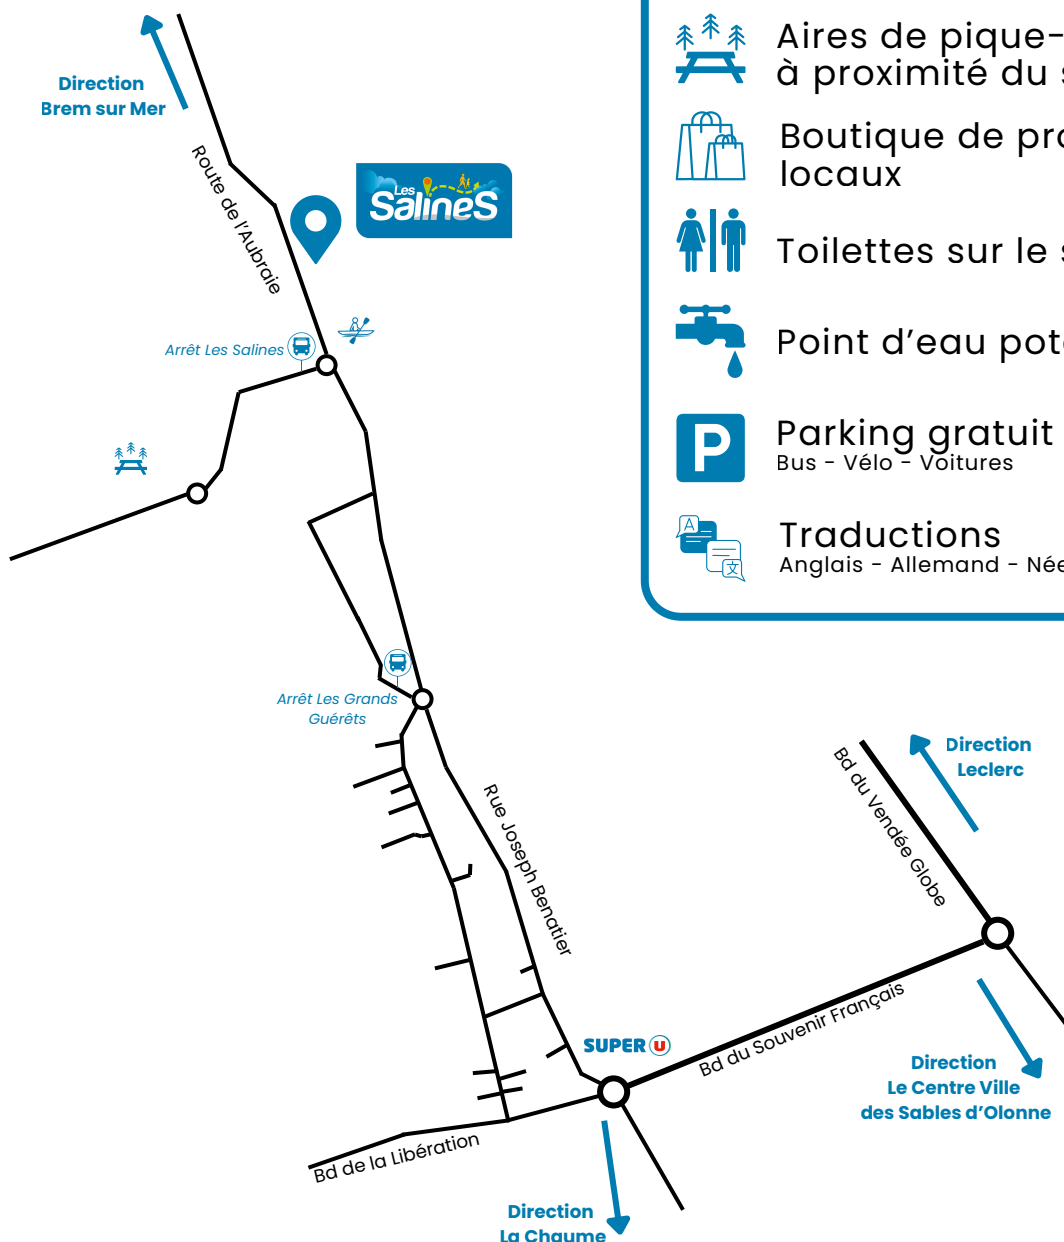 Direction
Brem sur Mer
Route de l'Aubraie
Les
SalineS
Arrêt Les Salines
Arrêt Les Grands
Guérêts
Rue Joseph Benatier
SUPER U
Bd de la Libération
Direction
La Chaume
Bd du Souvenir Français
Bd du Vendée Globe
Direction
Leclerc
Direction
Le Centre Ville
des Sables d'Olonne
Aires de pique-
à proximité du
Boutique de
locaux
Toilettes sur le
Point d'eau
P
Parking gratuit
Bus - Vélo - Voitures
A
文
Traductions
Anglais - Allemand -